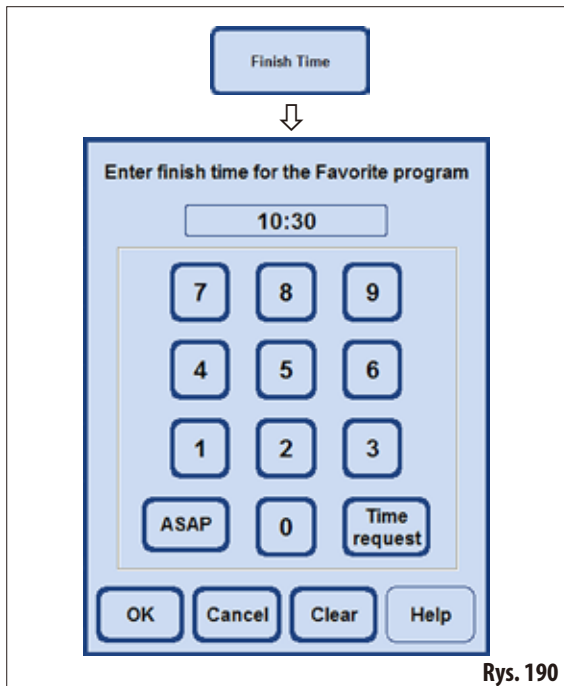 Finish Time
Enter finish time for the Favorite program
10:30
7 8 9
4 5 6
1 2 3
ASAP 0 Time request
OK Cancel Clear Help
Rys. 190